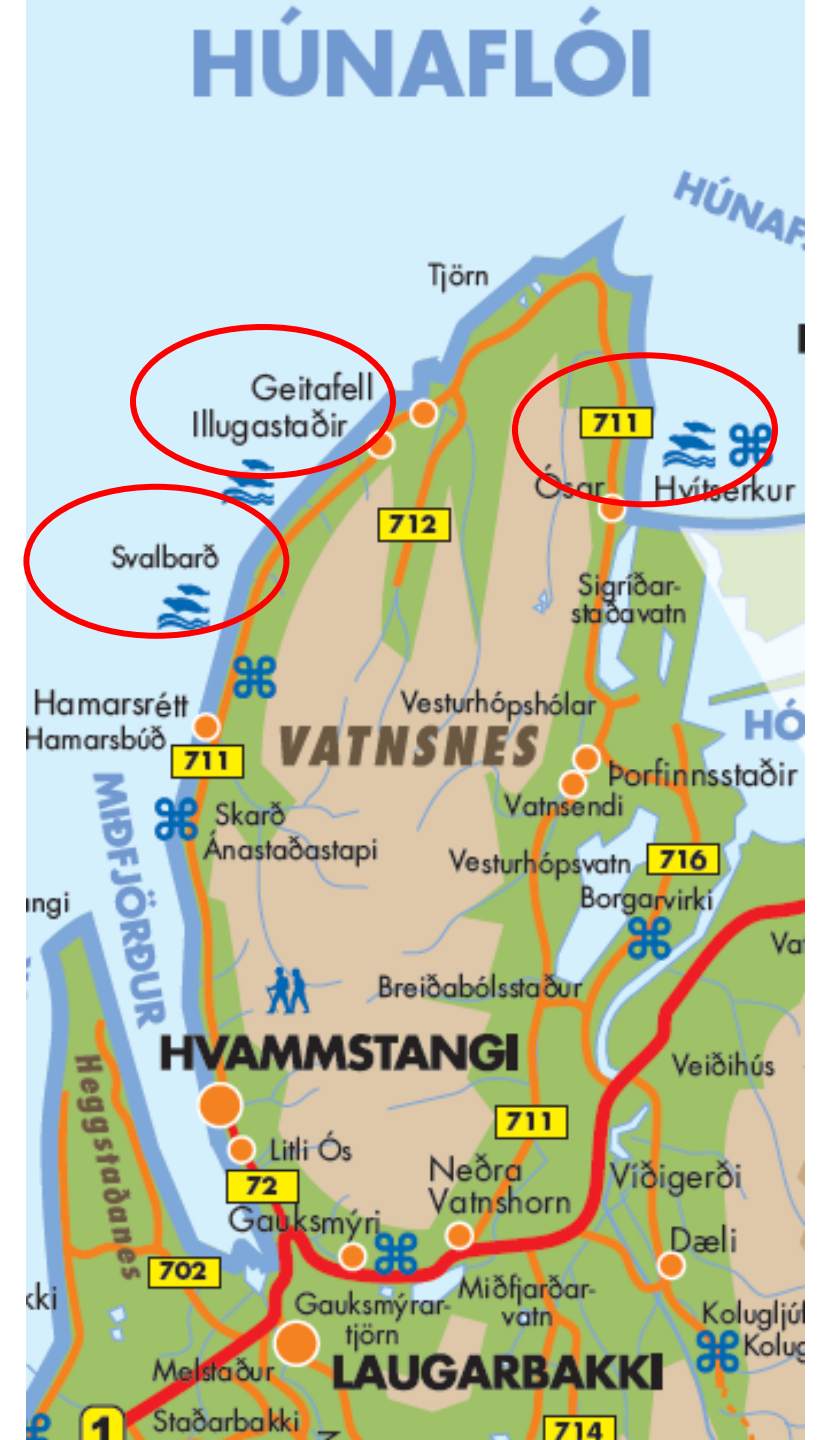 HÚNAFLÓI
HÚNAF
Tjörn
Geitafell
Illugastaðir
711
Ósar
Hvítserkur
712
Svalbarð
Sigríðar-
staðavatn
Hamarsrétt
Hamarsbúð
711
Vesturhópshólar
VATNSNES
HÓ
Þorfinnsstaðir
Vatnsendi
MIÐFJÖRÐUR
Skarð
Ánastaðastapi
Vesturhópsvatn
716
Borgarvirki
ngi
Va
Breiðabólsstaður
HVAMMSTANGI
Veiðihús
Heggstaðanes
711
Litli Ós
72
Neðra
Vatnshorn
Víðigerði
Gauksmýri
Dæli
702
kki
Gauksmýrar-
tjörn
Miðfjarðar-
vatn
Kolugljúf
Kolug
Melstaður
LAUGARBAKKI
1
Staðarbakki
714